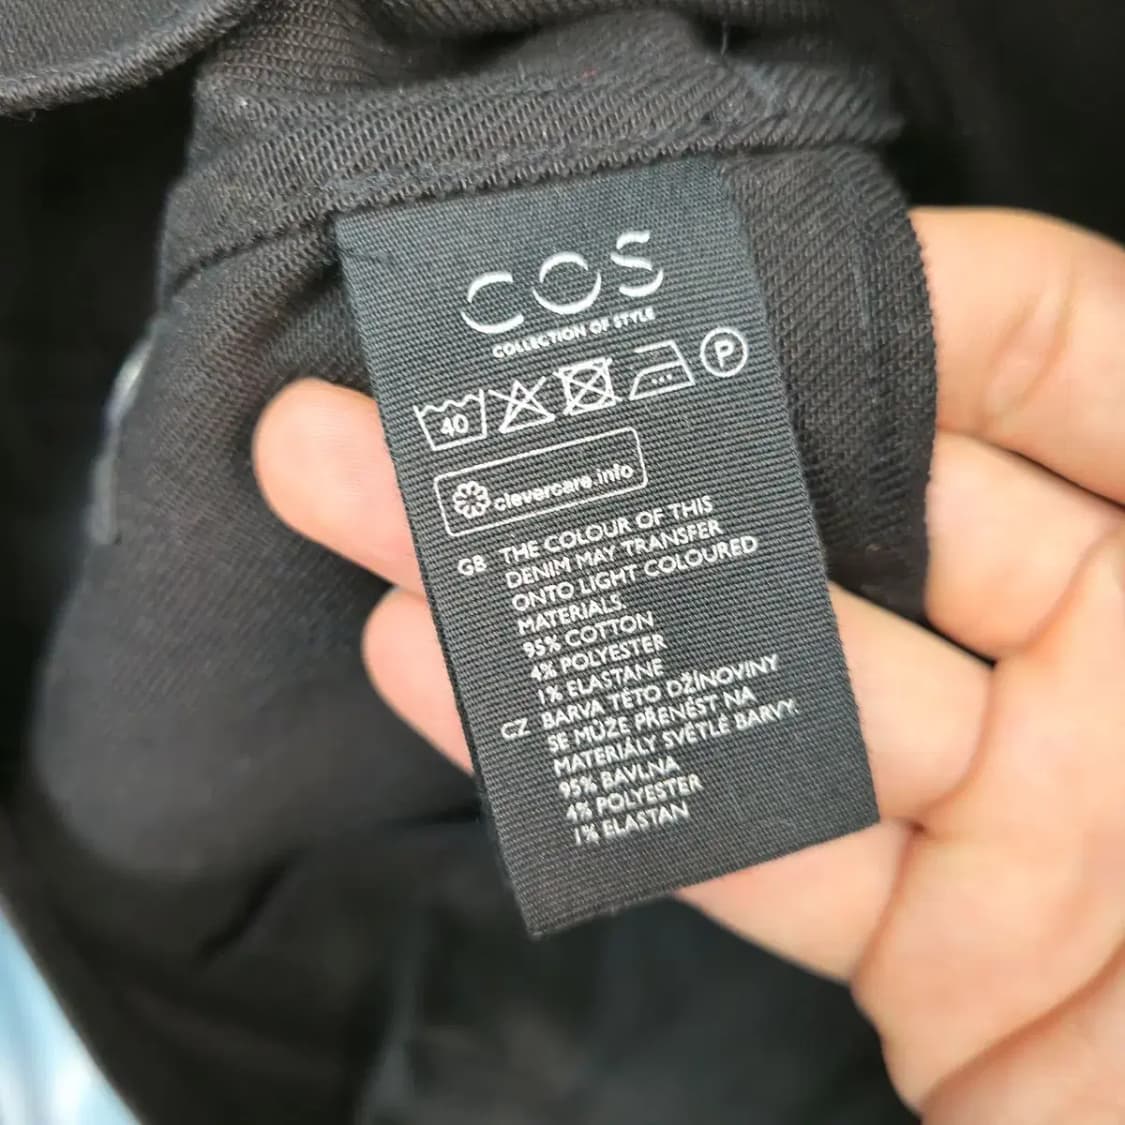 COS
COLLECTION OF STYLE
40 P
clevercare.info
GB THE COLOUR OF THIS
DENIM MAY TRANSFER
ONTO LIGHT COLOURED
MATERIALS.
95% COTTON
4% POLYESTER
1% ELASTANE
CZ BARVA TÉTO DŽÍNOVINY
SE MŮŽE PŘENÉST NA
MATERIÁLY SVĚTLÉ BARVY.
95% BAVLNA
4% POLYESTER
1% ELASTAN